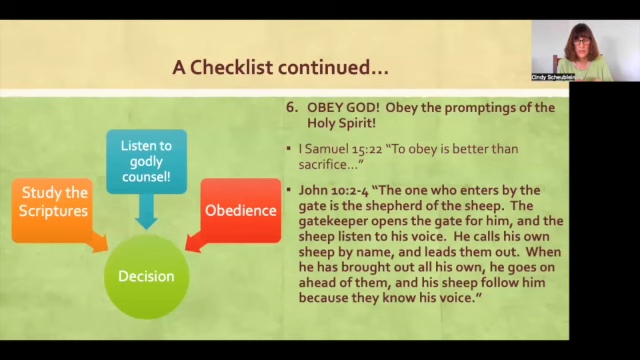 A Checklist continued...
Cindy Scheublein
6. OBEY GOD! Obey the promptings of the
Holy Spirit!
▪ I Samuel 15:22 "To obey is better than
sacrifice..."
▪ John 10:2-4 "The one who enters by the
gate is the shepherd of the sheep. The
gatekeeper opens the gate for him, and the
sheep listen to his voice. He calls his own
sheep by name, and leads them out. When
he has brought out all his own, he goes on
ahead of them, and his sheep follow him
because they know his voice."
Study the
Scriptures
Listen to
godly
counsel!
Obedience
Decision